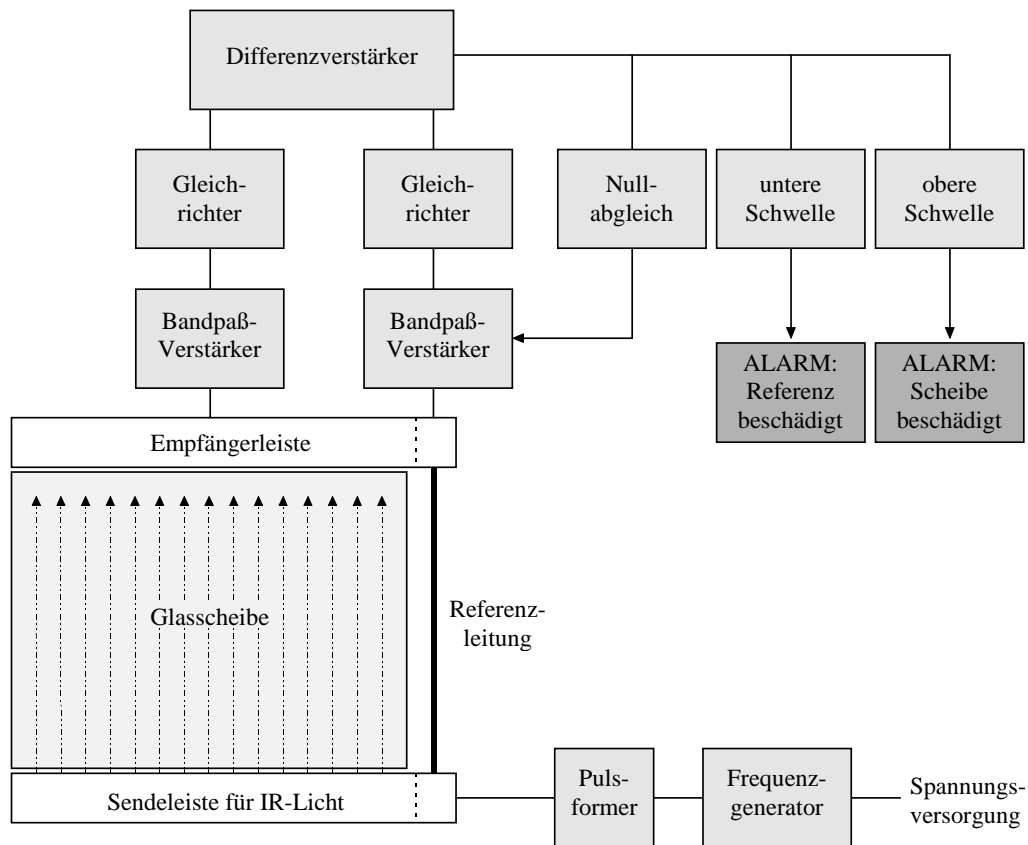 Differenzverstärker
Gleich-
richter
Gleich-
richter
Null-
abgleich
untere
Schwelle
obere
Schwelle
Bandpaß-
Verstärker
Bandpaß-
Verstärker
ALARM:
Referenz
beschädigt
ALARM:
Scheibe
beschädigt
Empfängerleiste
Glasscheibe
Referenz-
leitung
Sendeleiste für IR-Licht
Puls-
former
Frequenz-
generator
Spannungs-
versorgung